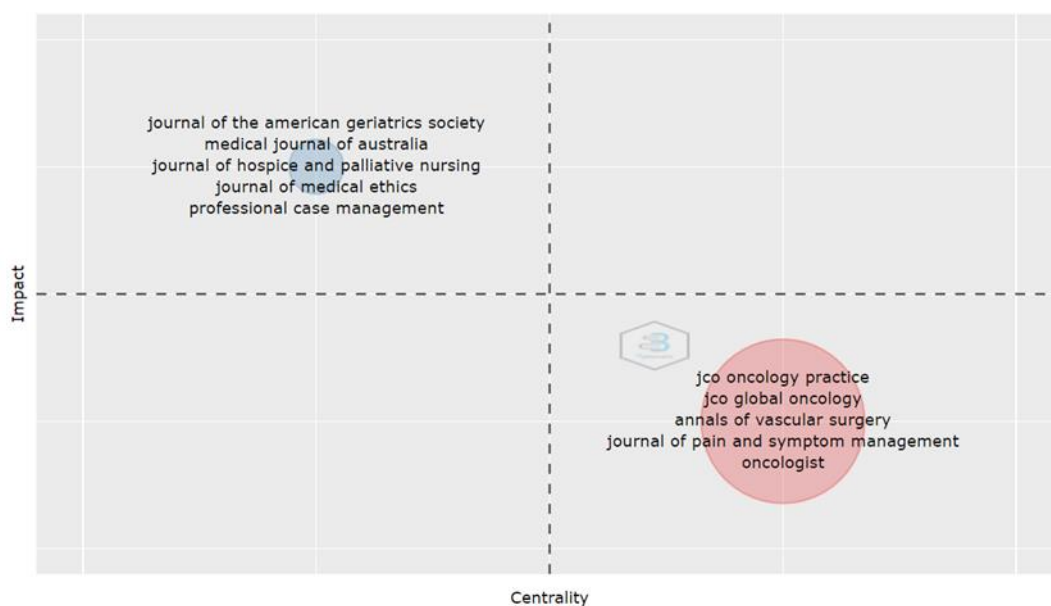 journal of the american geriatrics society
medical journal of australia
journal of hospice and palliative nursing
journal of medical ethics
professional case management
Impact
jco oncology practice
jco global oncology
annals of vascular surgery
journal of pain and symptom management
oncologist
Centrality